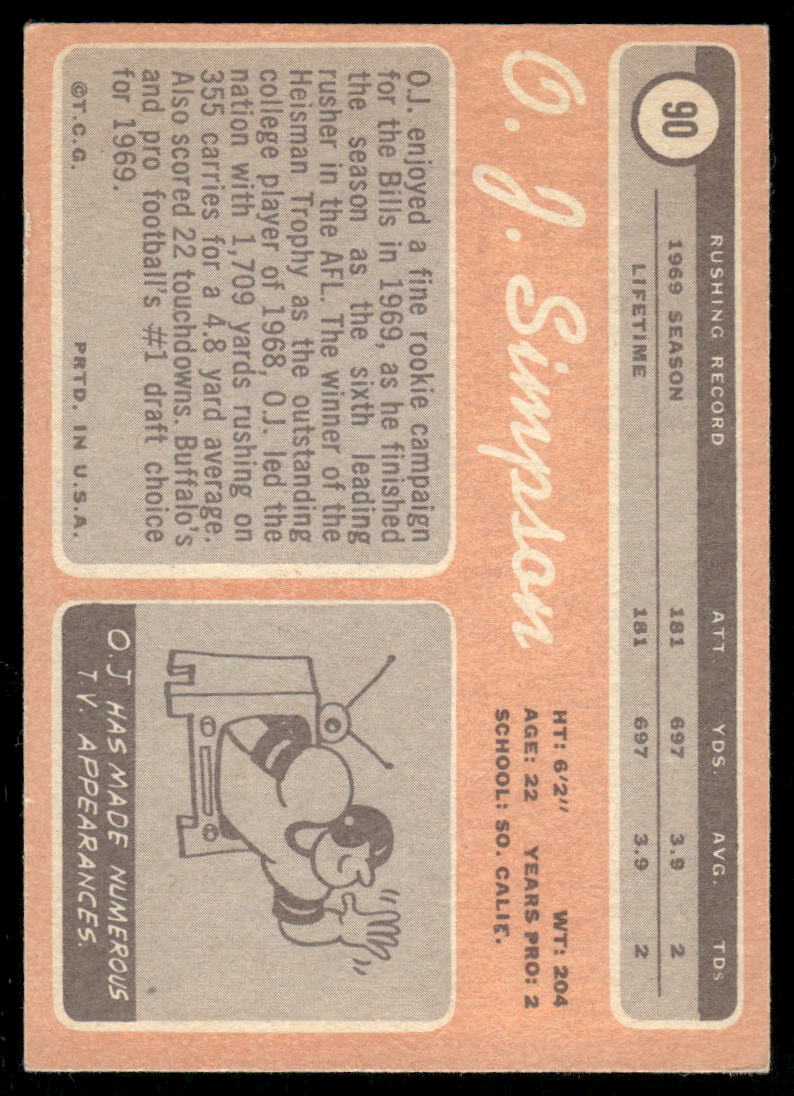 90
RUSHING RECORD ATT. YDS. AVG. TDS
1969 SEASON 181 697 3.9 2
LIFETIME 181 697 3.9 2
O. J. Simpson
HT: 6'2" WT: 204
AGE: 22 YEARS PRO: 2
SCHOOL: SO. CALIF.
O.J. enjoyed a fine rookie campaign
for the Bills in 1969, as he finished
the season as the sixth leading
rusher in the AFL. The winner of the
Heisman Trophy as the outstanding
college player of 1968, O.J. led the
nation with 1,709 yards rushing on
355 carries for a 4.8 yard average.
Also scored 22 touchdowns. Buffalo's
and pro football's #1 draft choice
for 1969.
©T.C.G. PRTD. IN U.S.A.
O.J HAS MADE NUMEROUS
T.V. APPEARANCES.